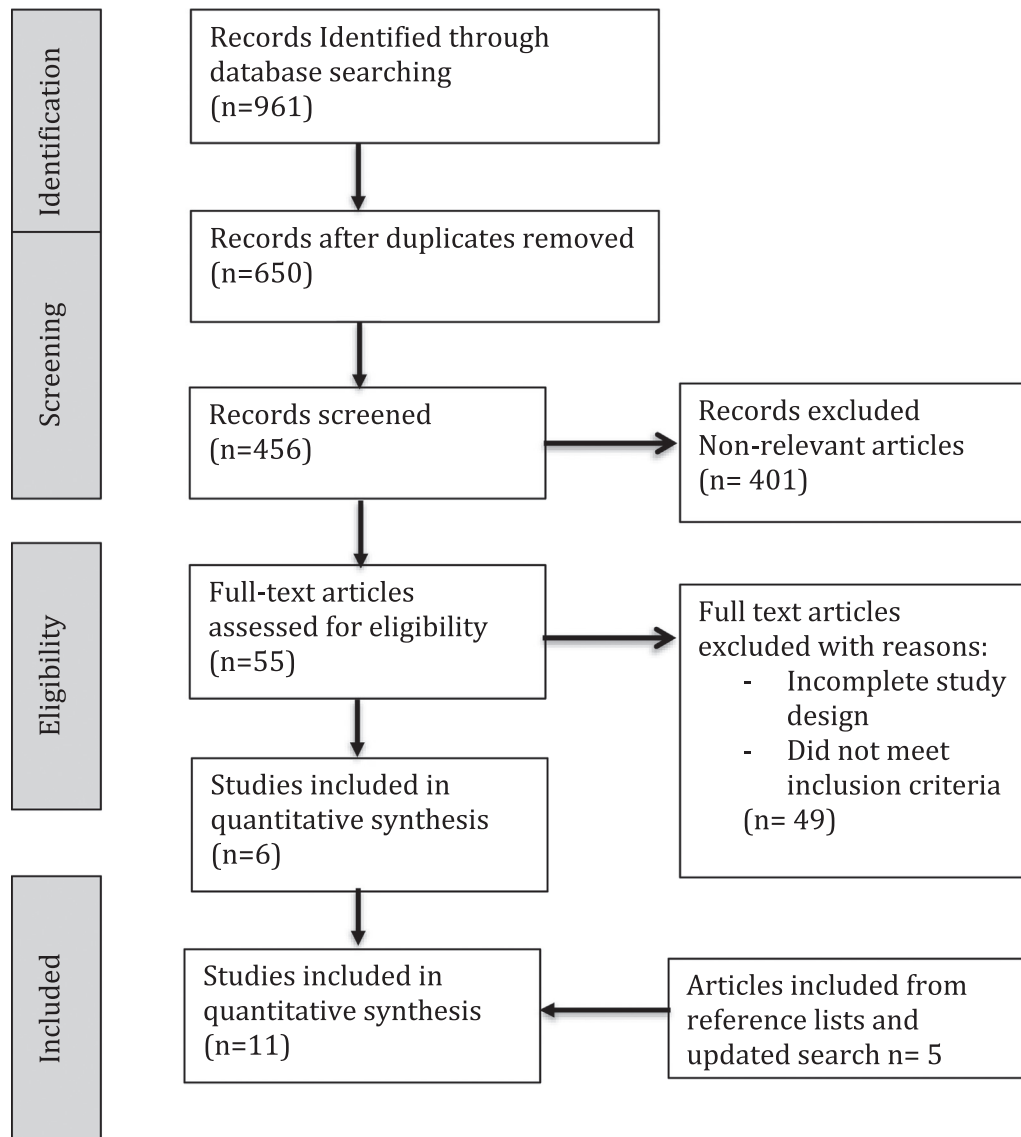 Identification
Records Identified through
database searching
(n=961)
Screening
Records after duplicates removed
(n=650)
Records screened
(n=456)
Records excluded
Non-relevant articles
(n= 401)
Eligibility
Full-text articles
assessed for eligibility
(n=55)
Full text articles
excluded with reasons:
- Incomplete study
design
- Did not meet
inclusion criteria
(n= 49)
Studies included in
quantitative synthesis
(n=6)
Included
Studies included in
quantitative synthesis
(n=11)
Articles included from
reference lists and
updated search n= 5